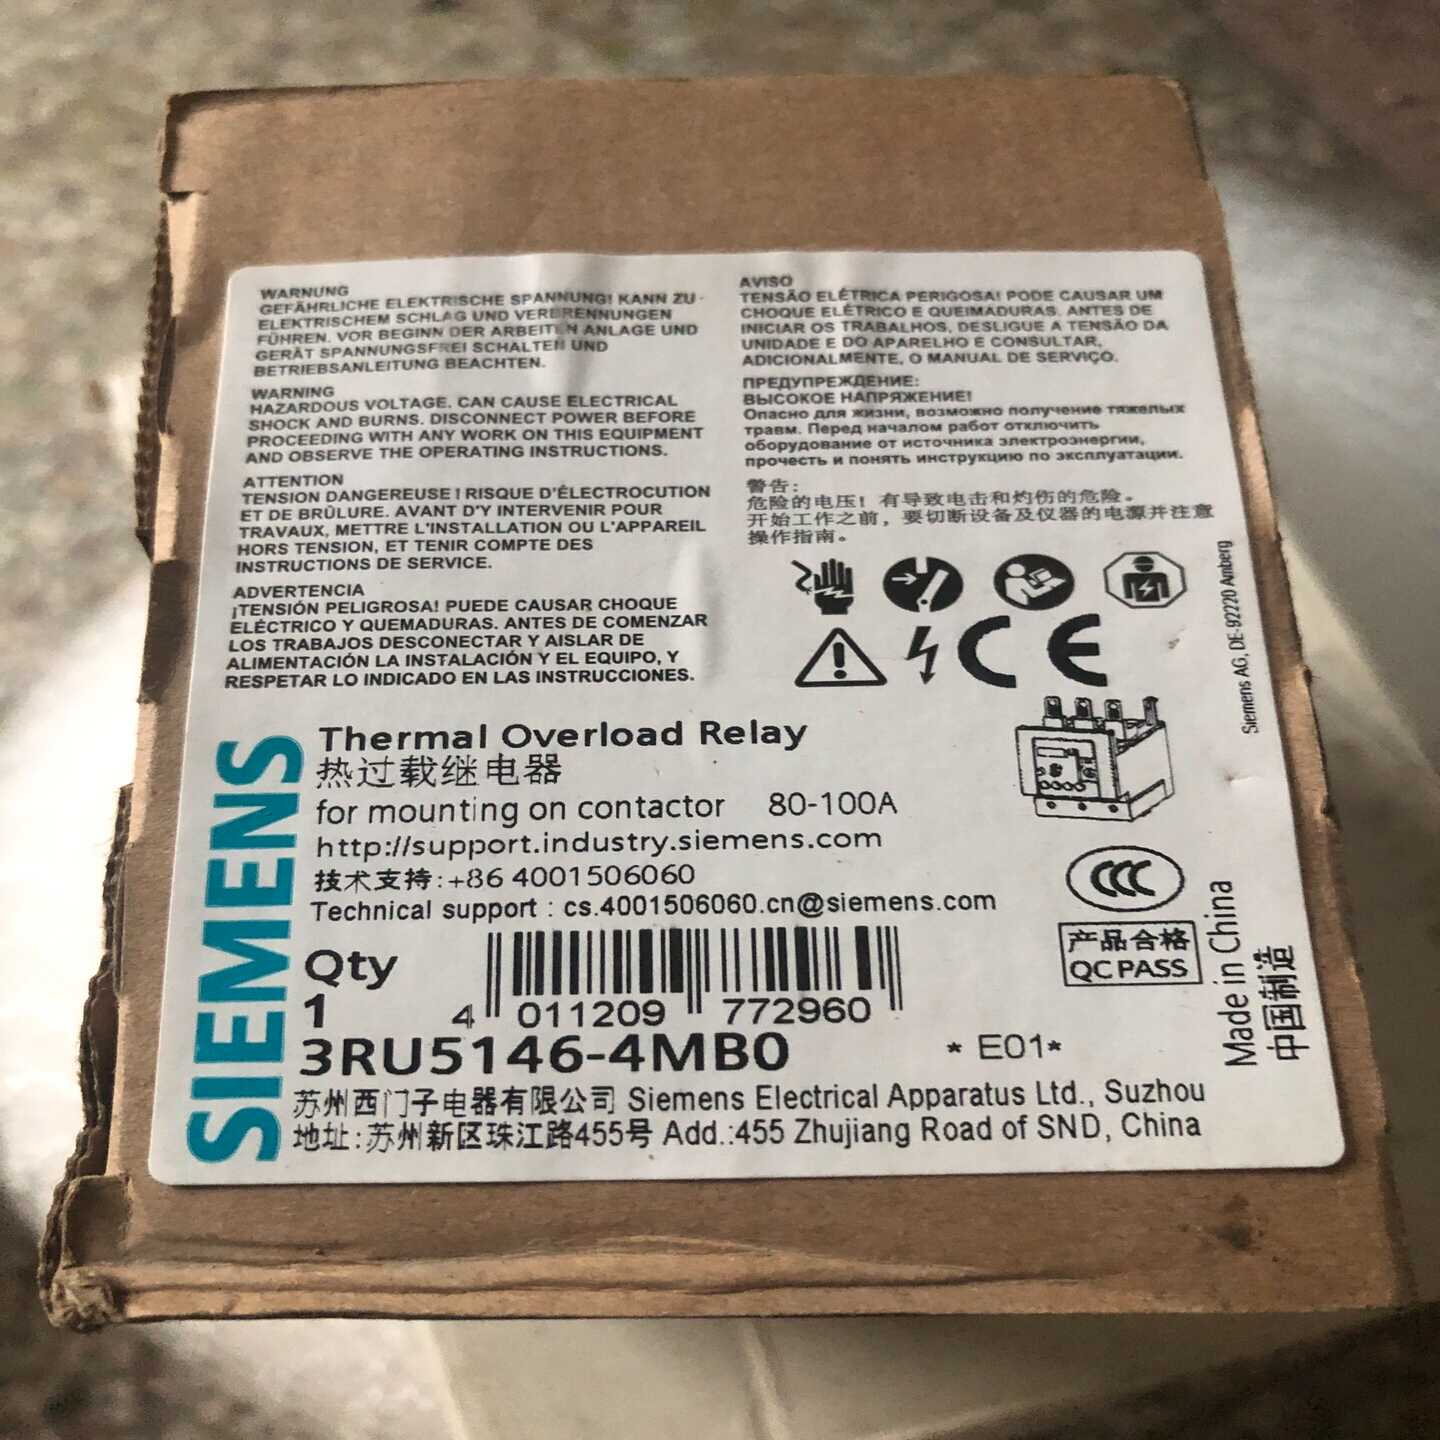 WARNUNG
GEFÄHRLICHE ELEKTRISCHE SPANNUNG! KANN ZU
ELEKTRISCHEM SCHLAG UND VERBRENNUNGEN
FÜHREN. VOR BEGINN DER ARBEITEN ANLAGE UND
GERÄT SPANNUNGSFREI SCHALTEN UND
BETRIEBSANLEITUNG BEACHTEN.
WARNING
HAZARDOUS VOLTAGE. CAN CAUSE ELECTRICAL
SHOCK AND BURNS. DISCONNECT POWER BEFORE
PROCEEDING WITH ANY WORK ON THIS EQUIPMENT
AND OBSERVE THE OPERATING INSTRUCTIONS.
ATTENTION
TENSION DANGEREUSE ! RISQUE D'ÉLECTROCUTION
ET DE BRÛLURE. AVANT D'Y INTERVENIR POUR
TRAVAUX, METTRE L'INSTALLATION OU L'APPAREIL
HORS TENSION, ET TENIR COMPTE DES
INSTRUCTIONS DE SERVICE.
ADVERTENCIA
¡TENSIÓN PELIGROSA! PUEDE CAUSAR CHOQUE
ELÉCTRICO Y QUEMADURAS. ANTES DE COMENZAR
LOS TRABAJOS DESCONECTAR Y AISLAR DE
ALIMENTACIÓN LA INSTALACIÓN Y EL EQUIPO, Y
RESPETAR LO INDICADO EN LAS INSTRUCCIONES.
AVISO
TENSÃO ELÉTRICA PERIGOSA! PODE CAUSAR UM
CHOQUE ELÉTRICO E QUEIMADURAS. ANTES DE
INICIAR OS TRABALHOS, DESLIGUE A TENSÃO DA
UNIDADE E DO APARELHO E CONSULTAR,
ADICIONALMENTE, O MANUAL DE SERVIÇO.
ПРЕДУПРЕЖДЕНИЕ:
ВЫСОКОЕ НАПРЯЖЕНИЕ!
Опасно для жизни, возможно получение тяжелых
травм. Перед началом работ отключить
оборудование от источника электроэнергии,
прочесть и понять инструкцию по эксплуатации.
警告:
危险的电压! 有导致电击和灼伤的危险。
开始工作之前, 要切断设备及仪器的电源并注意
操作指南。
CE
Siemens AG, DE-92220 Amberg
SIEMENS
Thermal Overload Relay
热过载继电器
for mounting on contactor 80-100A
http://support.industry.siemens.com
技术支持:+86 4001506060
Technical support : cs.4001506060.cn@siemens.com
CCC
产品合格
QC PASS
Made in China
中国制造
Qty
1
4 011209 772960
3RU5146-4MB0
* E01*
苏州西门子电器有限公司 Siemens Electrical Apparatus Ltd., Suzhou
地址:苏州新区珠江路455号 Add.:455 Zhujiang Road of SND, China